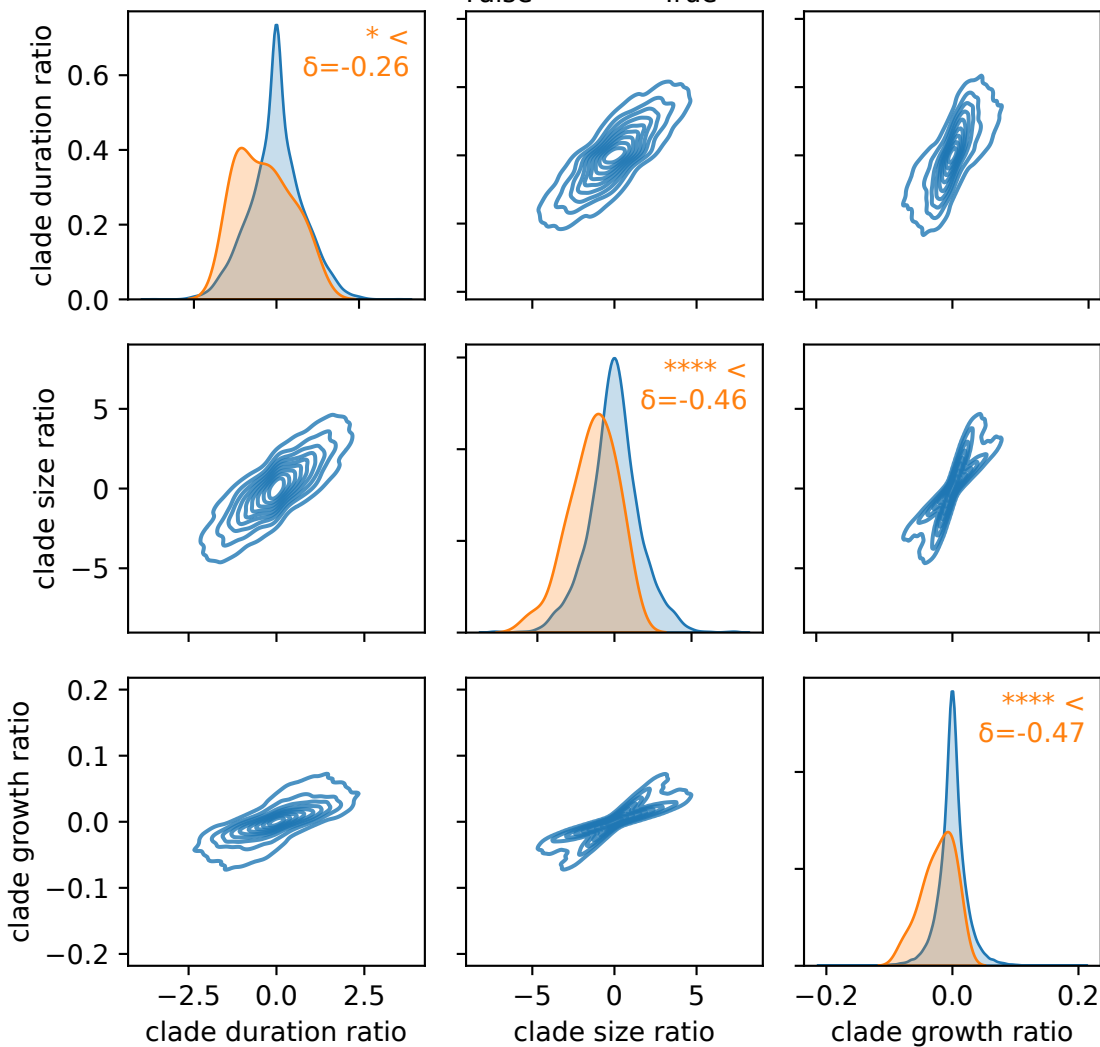 * <
δ=-0.26
clade duration ratio
0.6
0.4
0.2
0.0
**** <
δ=-0.46
clade size ratio
5
0
−5
**** <
δ=-0.47
clade growth ratio
0.2
0.1
0.0
−0.1
−0.2
−2.5 0.0 2.5 −5 0 5 −0.2 0.0 0.2
clade duration ratio clade size ratio clade growth ratio